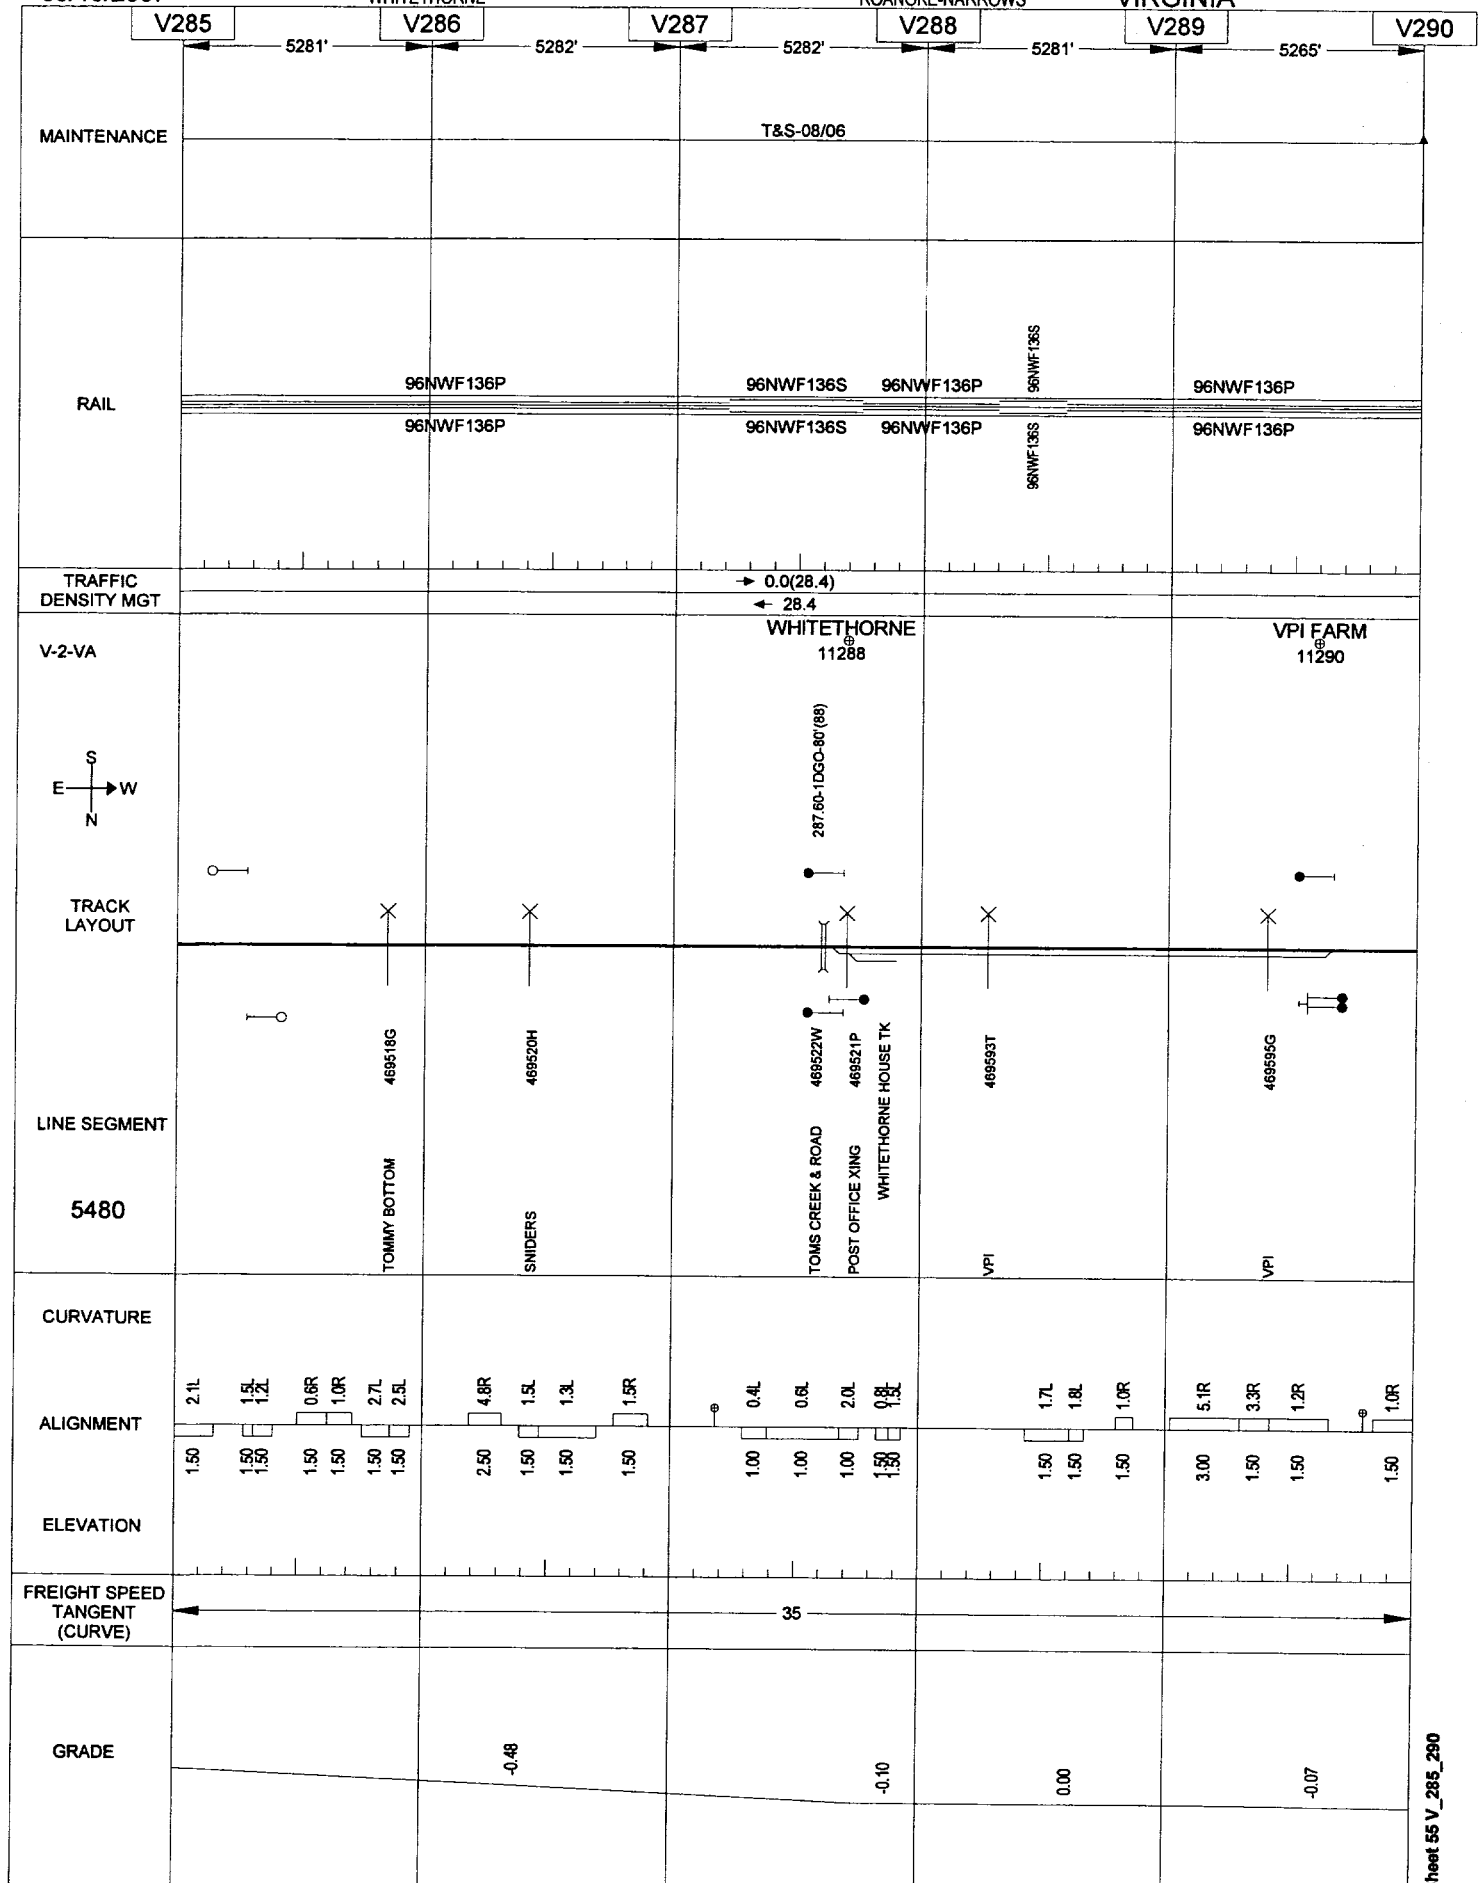 V285 V286 V287 V288 V289 V290
5281' 5282' 5282' 5281' 5265'
MAINTENANCE
T&S-08/06
96NWF136P 96NWF136S 96NWF136P 96NWF136S 96NWF136P
RAIL
96NWF136P 96NWF136S 96NWF136P 96NWF136S 96NWF136P
TRAFFIC
DENSITY MGT
0.0(28.4)
28.4
WHITETHORNE VPI FARM
V-2-VA
11288 11290
287.60-1DGO-80'(88)
S
E W
N
TRACK
LAYOUT
469518G 469520H 469522W 469521P 469593T 469595G
LINE SEGMENT
5480
TOMMY BOTTOM
SNIDERS
TOMS CREEK & ROAD
POST OFFICE XING
WHITETHORNE HOUSE TK
VPI
VPI
CURVATURE
2.1L 1.5L 1.2L 0.6R 1.0R 2.7L 2.5L 4.8R 1.5L 1.3L 1.5R 0.4L 0.6L 2.0L 0.8L 1.5L 1.7L 1.8L 1.0R 5.1R 3.3R 1.2R 1.0R
ALIGNMENT
1.50 1.50 1.50 1.50 1.50 1.50 1.50 2.50 1.50 1.50 1.50 1.00 1.00 1.00 1.50 1.50 1.50 1.50 1.50 3.00 1.50 1.50 1.50
ELEVATION
FREIGHT SPEED
TANGENT
(CURVE)
35
GRADE
-0.48 -0.10 0.00 -0.07
heet 55 V_285_290